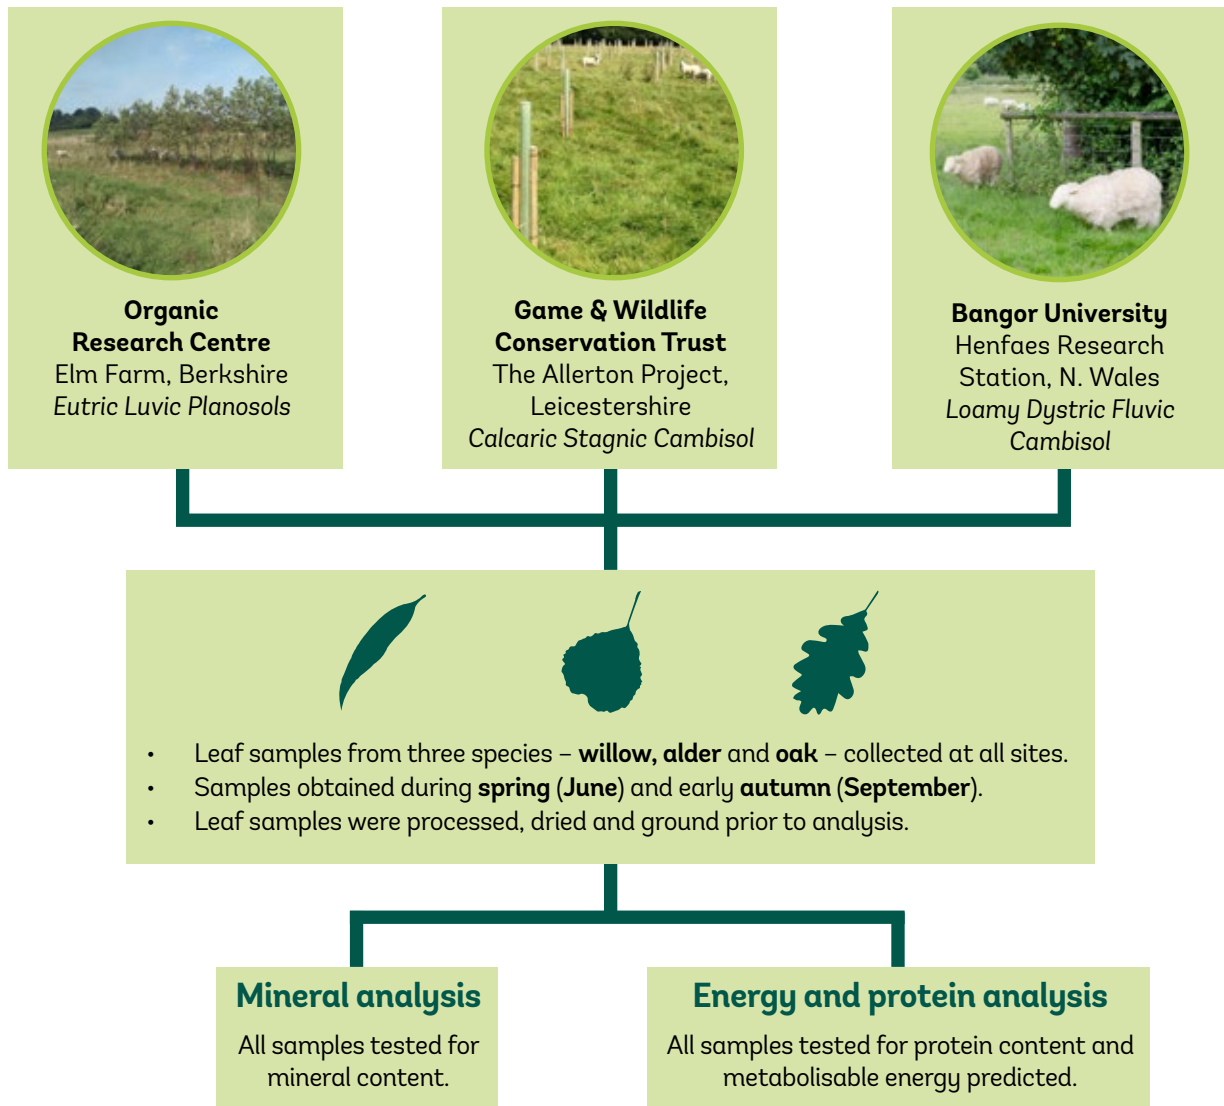 Organic
Research Centre
Elm Farm, Berkshire
Eutric Luvic Planosols
Game & Wildlife
Conservation Trust
The Allerton Project,
Leicestershire
Calcaric Stagnic Cambisol
Bangor University
Henfaes Research
Station, N. Wales
Loamy Dystric Fluvic
Cambisol
• Leaf samples from three species – willow, alder and oak – collected at all sites.
• Samples obtained during spring (June) and early autumn (September).
• Leaf samples were processed, dried and ground prior to analysis.
Mineral analysis
All samples tested for
mineral content.
Energy and protein analysis
All samples tested for protein content and
metabolisable energy predicted.